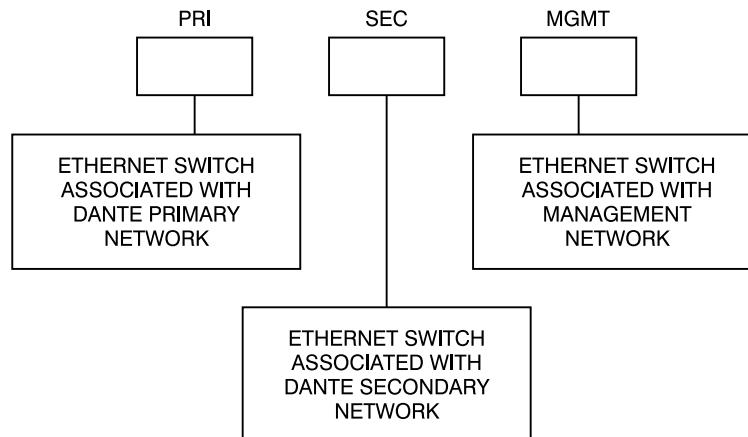 PRI
SEC
MGMT
ETHERNET SWITCH
ASSOCIATED WITH
DANTE PRIMARY
NETWORK
ETHERNET SWITCH
ASSOCIATED WITH
MANAGEMENT
NETWORK
ETHERNET SWITCH
ASSOCIATED WITH
DANTE SECONDARY
NETWORK